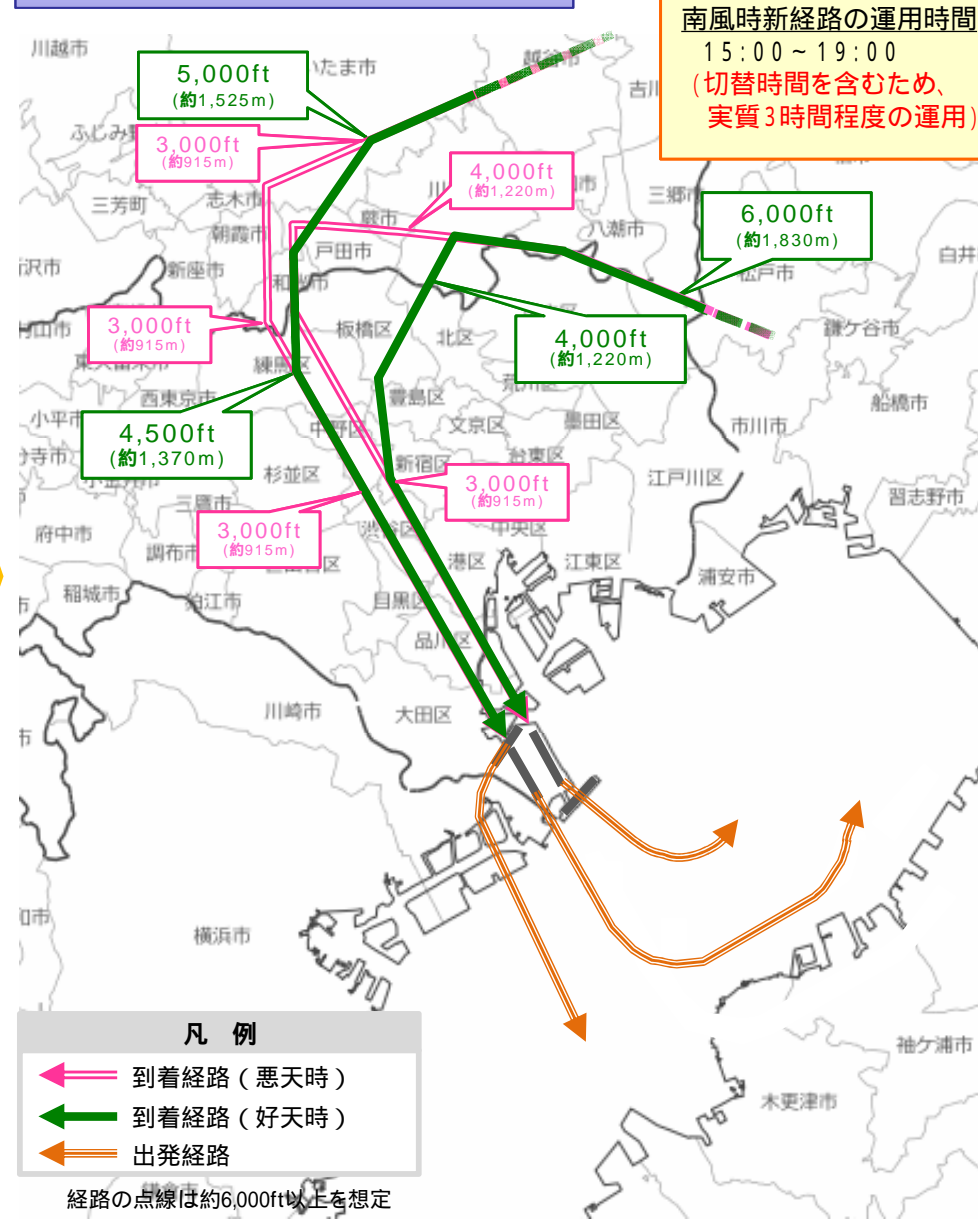 南風時新経路の運用時間
15:00~19:00
(切替時間を含むため、
実質3時間程度の運用)
川越市
いたま市
越谷市
5,000ft
(約1,525m)
3,000ft
(約915m)
4,000ft
(約1,220m)
三芳町
志木市
蕨市
三郷市
6,000ft
(約1,830m)
朝霞市
戸田市
八潮市
新座市
松戸市
白井
3,000ft
(約915m)
板橋区
北区
4,000ft
(約1,220m)
鎌ケ谷市
練馬区
西東京市
豊島区
荒川区
船橋市
小平市
4,500ft
(約1,370m)
中野区
文京区
墨田区
市川市
杉並区
新宿区
台東区
3,000ft
(約915m)
江戸川区
習志野市
三鷹市
3,000ft
(約915m)
渋谷区
中央区
府中市
調布市
港区
江東区
浦安市
稲城市
狛江市
目黒区
品川区
川崎市
大田区
横浜市
凡 例
到着経路(悪天時)
到着経路(好天時)
出発経路
袖ケ浦市
木更津市
鎌倉市
経路の点線は約6,000ft以上を想定